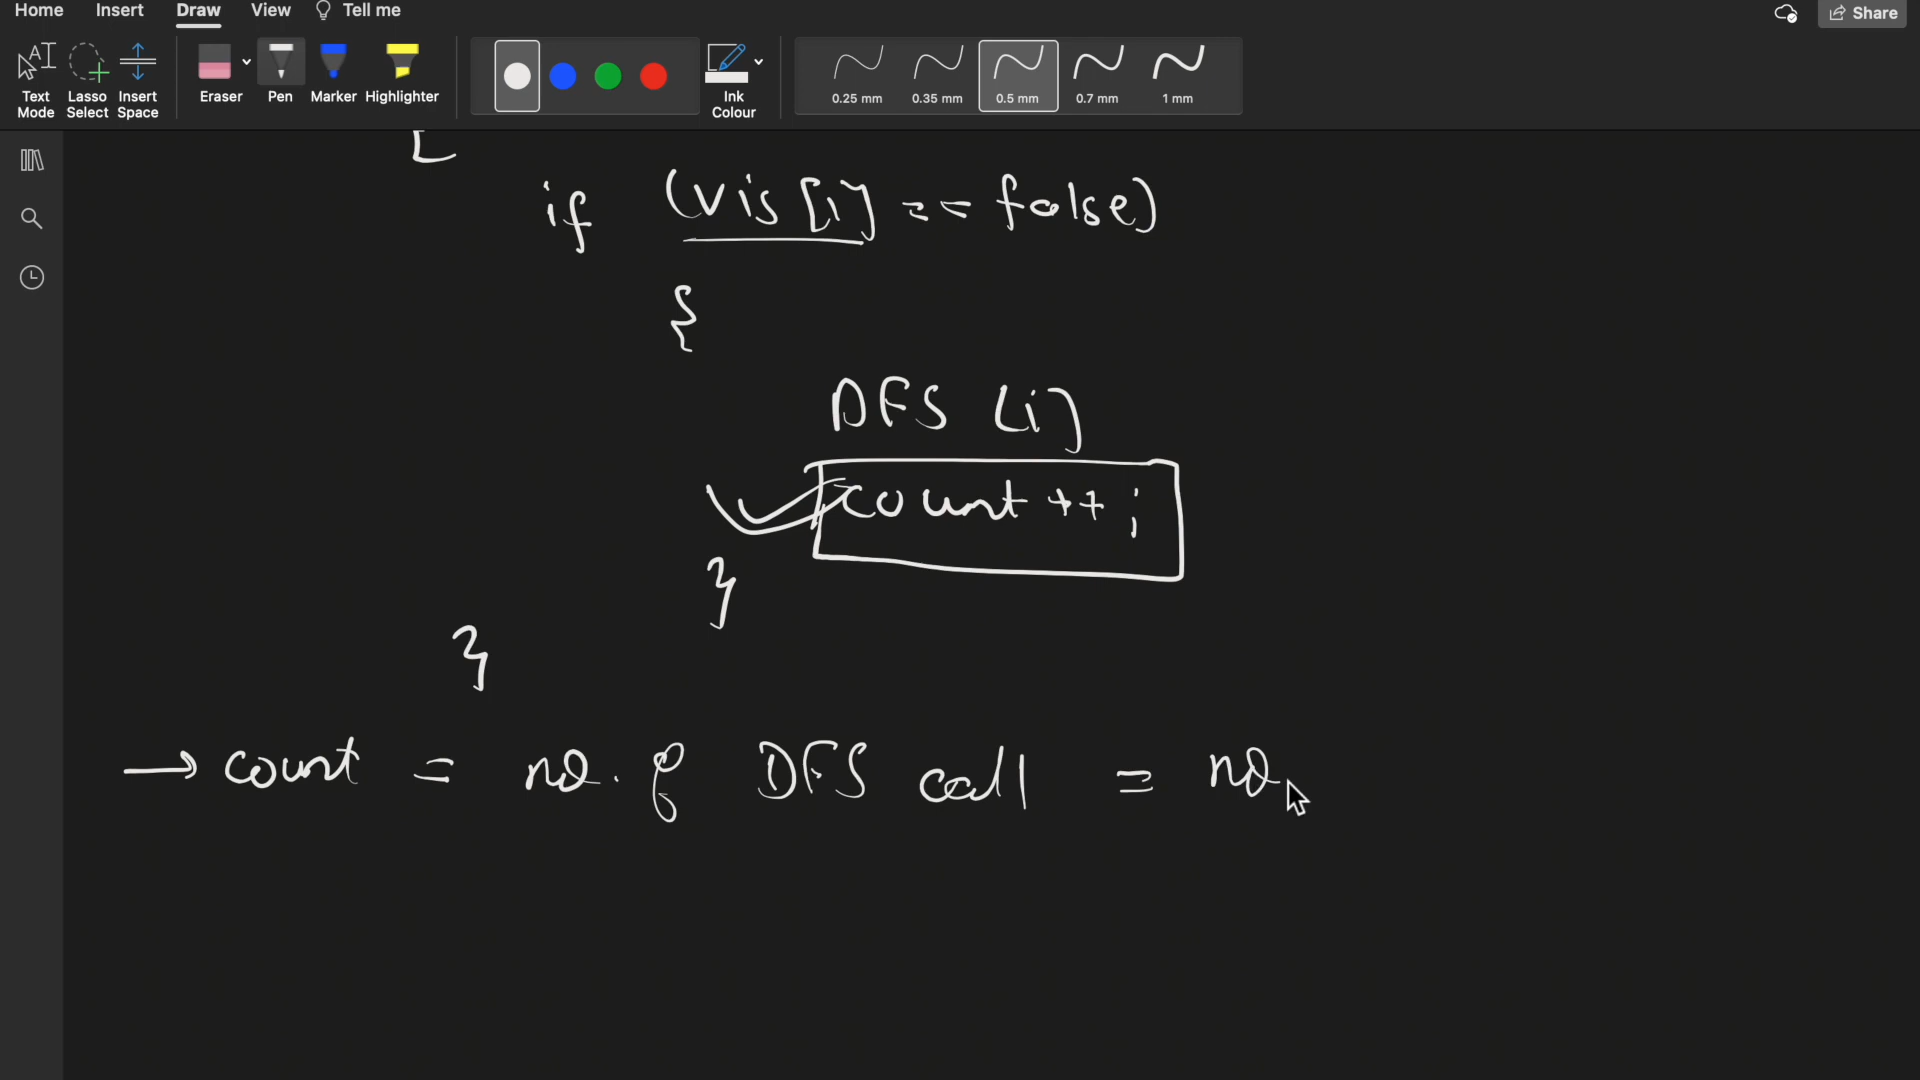 Home Insert Draw View Tell me Share
Text Mode Lasso Select Insert Space Eraser Pen Marker Highlighter Ink Colour 0.25 mm 0.35 mm 0.5 mm 0.7 mm 1 mm
if (vis[i] == false)
{
DFS (i)
count ++ ;
}
}
→ count = no. of DFS call = no.